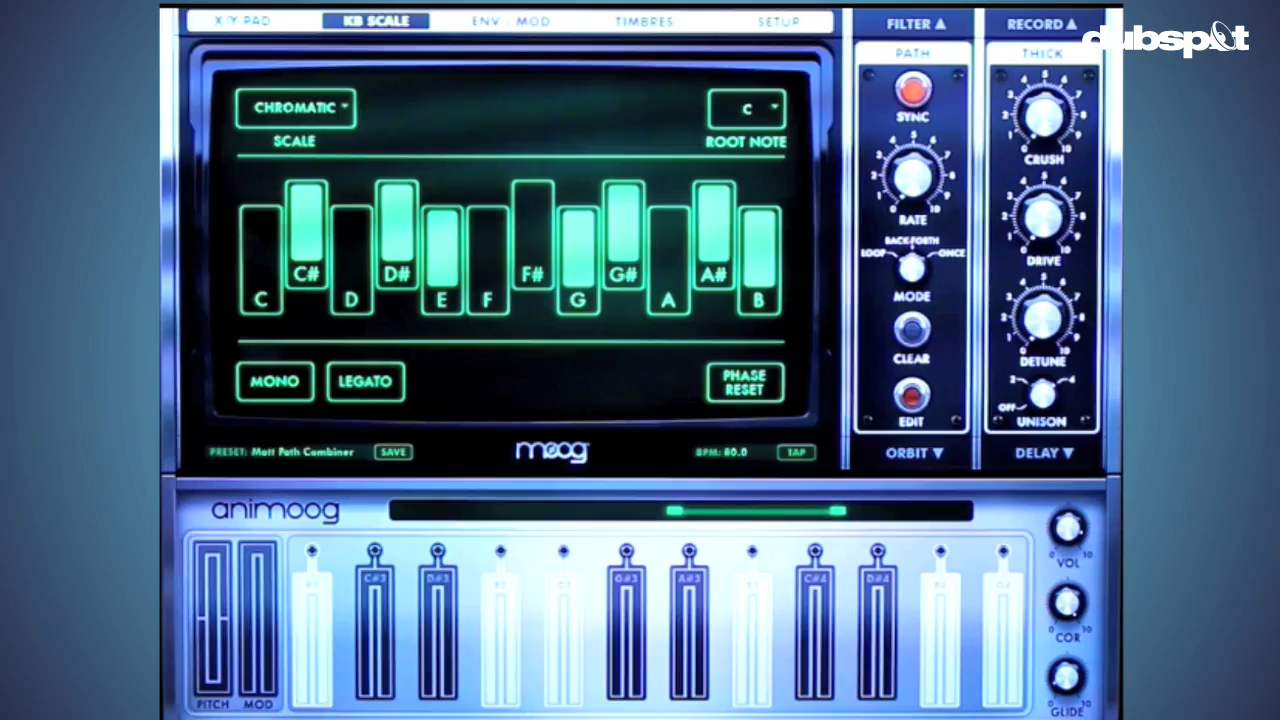 X/Y PAD KB SCALE ENV / MOD TIMBRES SETUP
FILTER ▲ RECORD ▲
dubspot
PATH THICK
CHROMATIC C
SCALE ROOT NOTE
SYNC
CRUSH
RATE
BACK-FORTH
LOOP ONCE
MODE
DRIVE
CLEAR
DETUNE
2 4
OFF
EDIT UNISON
C# D# F# G# A#
C D E F G A B
MONO LEGATO PHASE RESET
PRESET: Matt Path Combiner SAVE moog BPM: 80.0 TAP
ORBIT ▼ DELAY ▼
animoog
C#3 D#3 G#3 A#3 C#4 D#4
VOL
COR
GLIDE
PITCH MOD